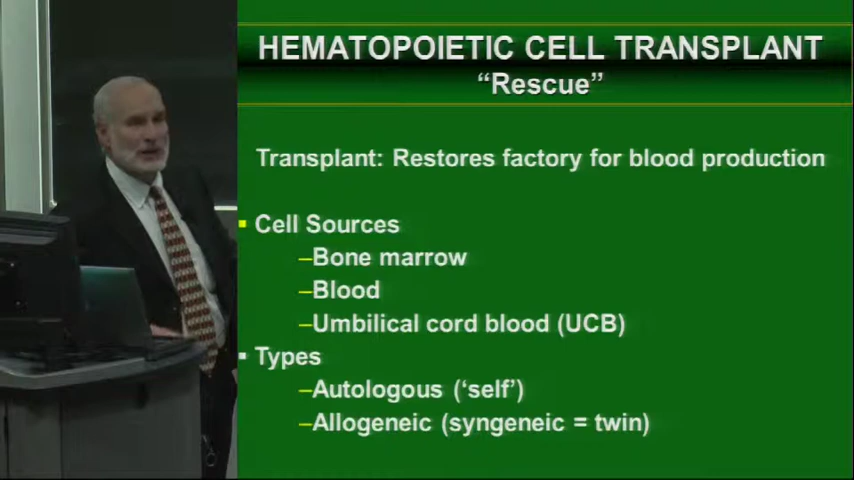 HEMATOPOIETIC CELL TRANSPLANT
“Rescue”
Transplant: Restores factory for blood production
Cell Sources
–Bone marrow
–Blood
–Umbilical cord blood (UCB)
Types
–Autologous (‘self’)
–Allogeneic (syngeneic = twin)